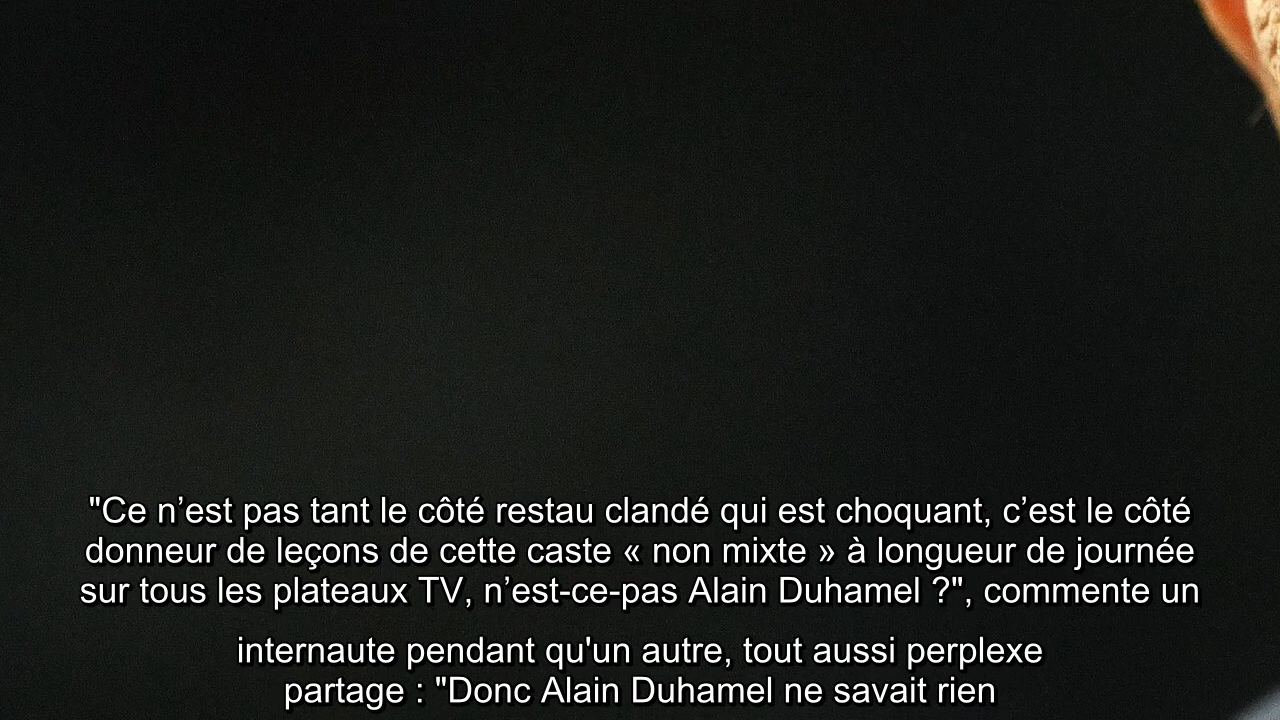 "Ce n’est pas tant le côté restau clandé qui est choquant, c’est le côté
donneur de leçons de cette caste « non mixte » à longueur de journée
sur tous les plateaux TV, n’est-ce-pas Alain Duhamel ?", commente un
internaute pendant qu'un autre, tout aussi perplexe
partage : "Donc Alain Duhamel ne savait rien